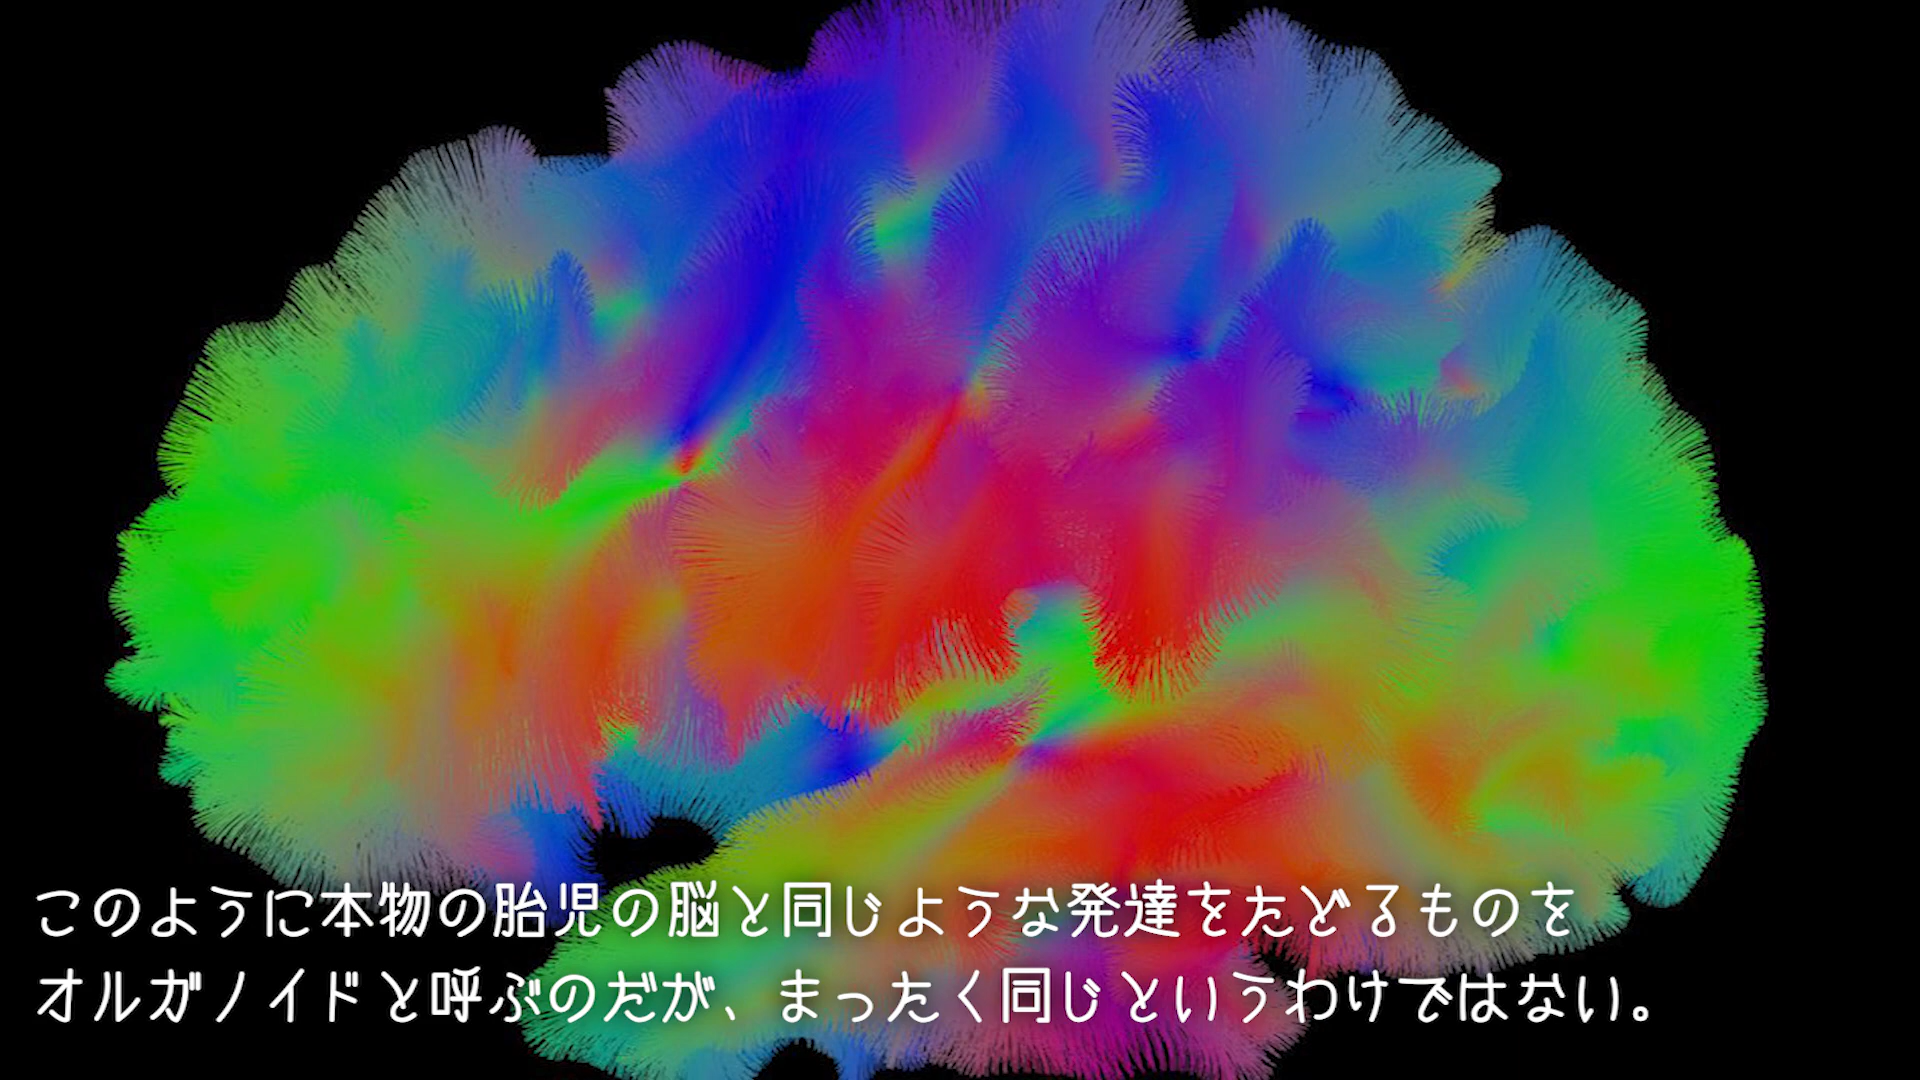 このように本物の胎児の脳と同じような発達をたどるものを
オルガノイドと呼ぶのだが、まったく同じというわけではない。